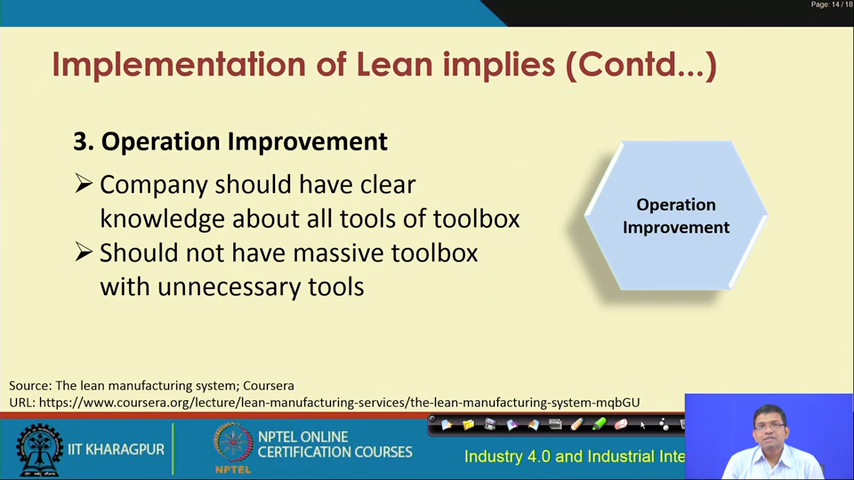 Page: 14 / 18
Implementation of Lean implies (Contd...)
3. Operation Improvement
➢ Company should have clear
knowledge about all tools of toolbox
➢ Should not have massive toolbox
with unnecessary tools
Operation
Improvement
Source: The lean manufacturing system; Coursera
URL: https://www.coursera.org/lecture/lean-manufacturing-services/the-lean-manufacturing-system-mqbGU
IIT KHARAGPUR
NPTEL
NPTEL ONLINE
CERTIFICATION COURSES
Industry 4.0 and Industrial Inte